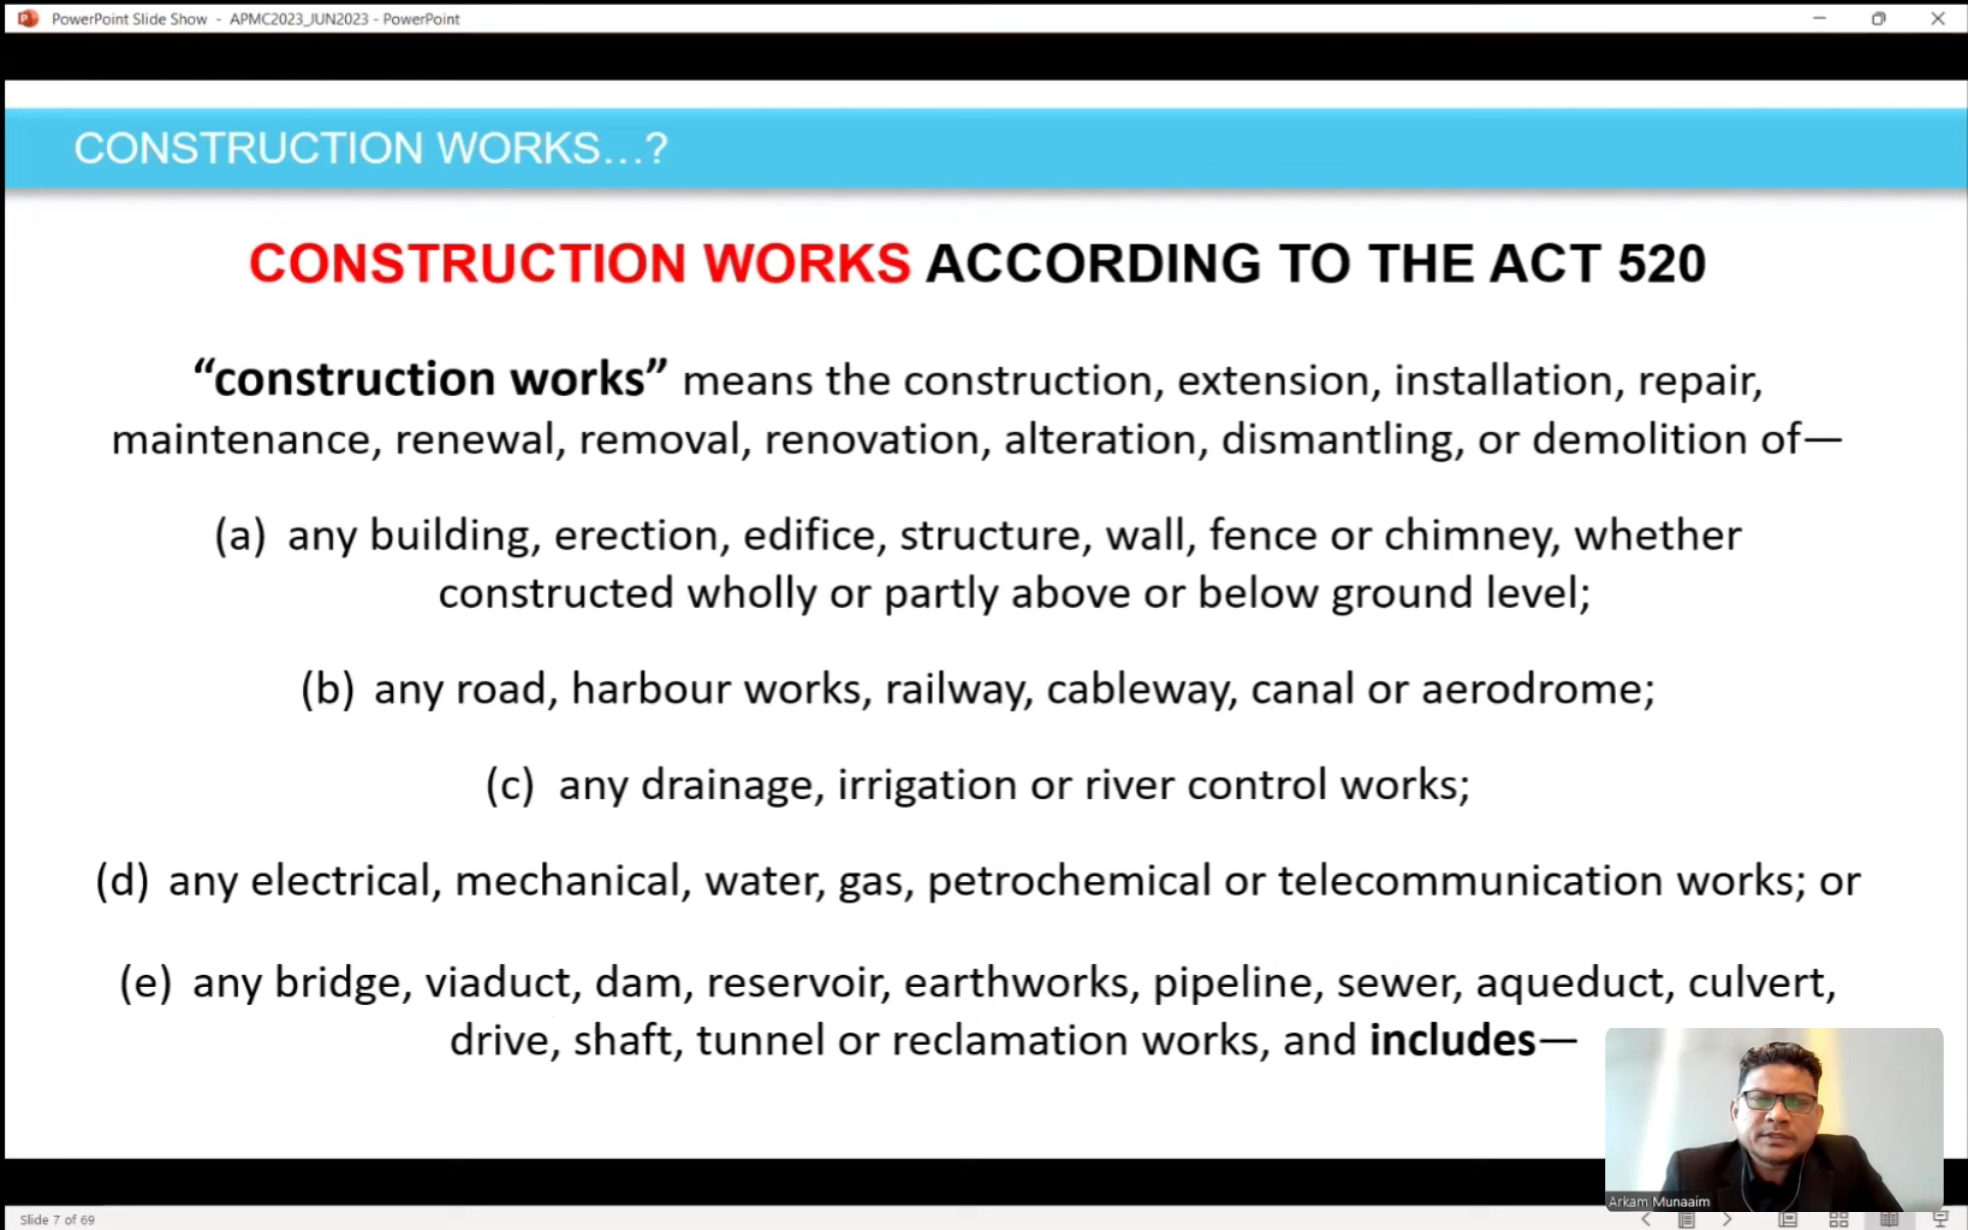 PowerPoint Slide Show - APMC2023_JUN2023 - PowerPoint
CONSTRUCTION WORKS...?
CONSTRUCTION WORKS ACCORDING TO THE ACT 520
“construction works” means the construction, extension, installation, repair,
maintenance, renewal, removal, renovation, alteration, dismantling, or demolition of—
(a) any building, erection, edifice, structure, wall, fence or chimney, whether
constructed wholly or partly above or below ground level;
(b) any road, harbour works, railway, cableway, canal or aerodrome;
(c) any drainage, irrigation or river control works;
(d) any electrical, mechanical, water, gas, petrochemical or telecommunication works; or
(e) any bridge, viaduct, dam, reservoir, earthworks, pipeline, sewer, aqueduct, culvert,
drive, shaft, tunnel or reclamation works, and includes—
Arkam Munaaim
Slide 7 of 69